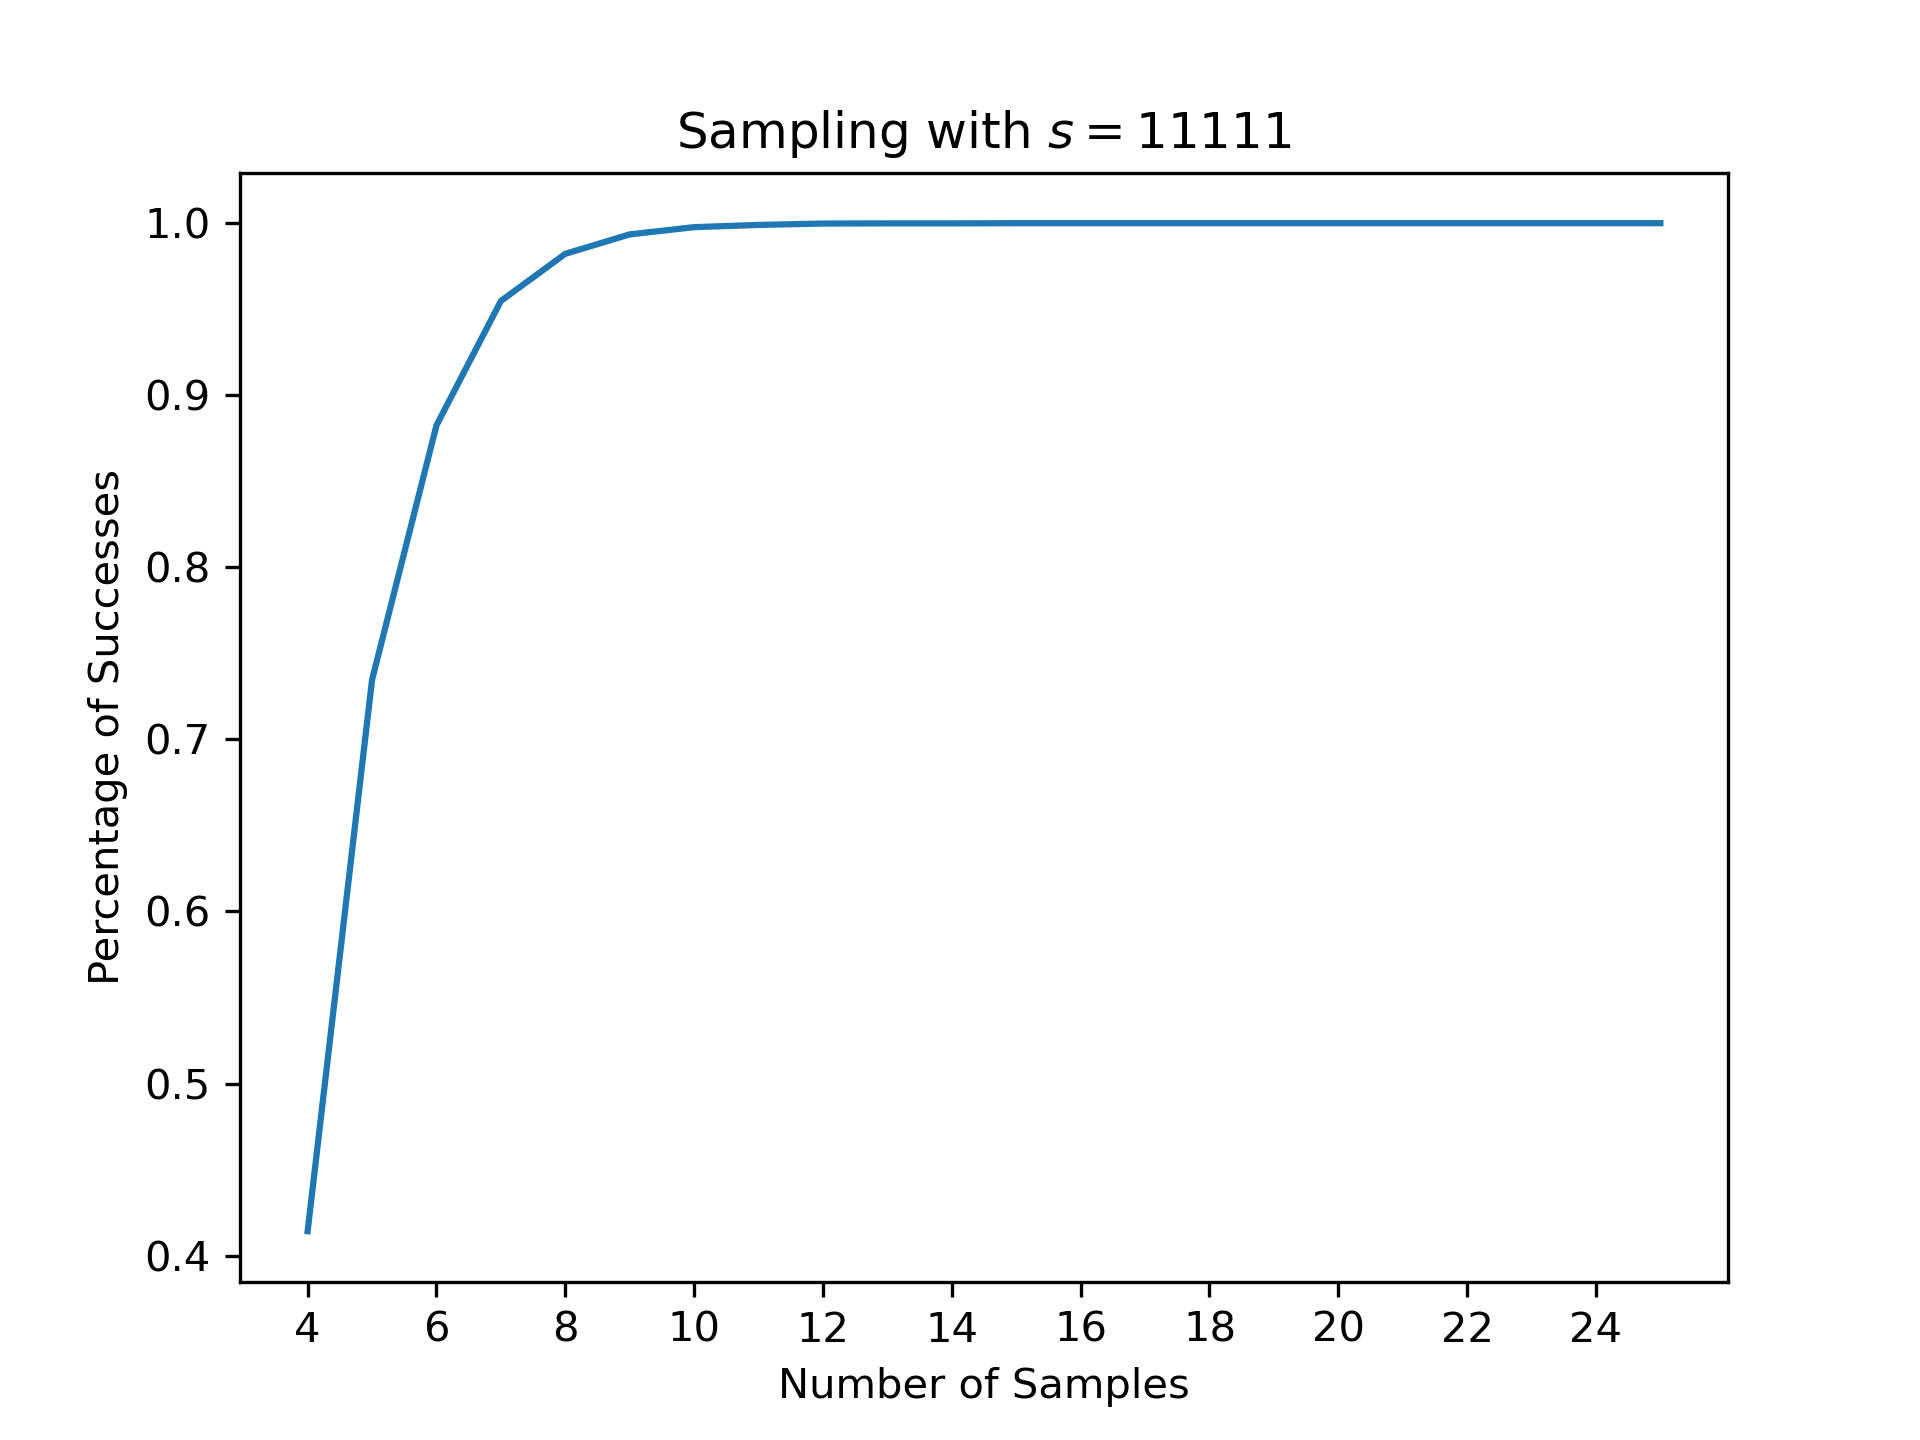 Sampling with s = 11111
1.0
0.9
0.8
0.7
0.6
0.5
0.4
Percentage of Successes
4 6 8 10 12 14 16 18 20 22 24
Number of Samples